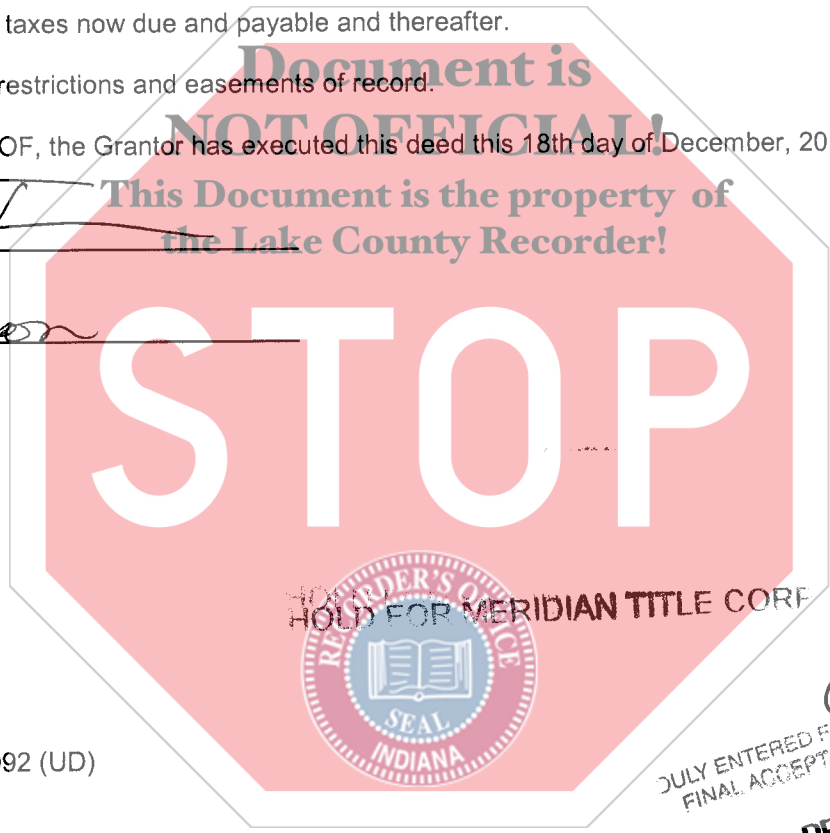 taxes now due and payable and thereafter.
Document is
restrictions and easements of record.
NOT OFFICIAL!
OF, the Grantor has executed this deed this 18th day of December, 20
This Document is the property of
the Lake County Recorder!
STOP
HOLD FOR MERIDIAN TITLE CORP
RECORDER'S OFFICE
SEAL
INDIANA
92 (UD)
DULY ENTERED F
FINAL ACCEPT